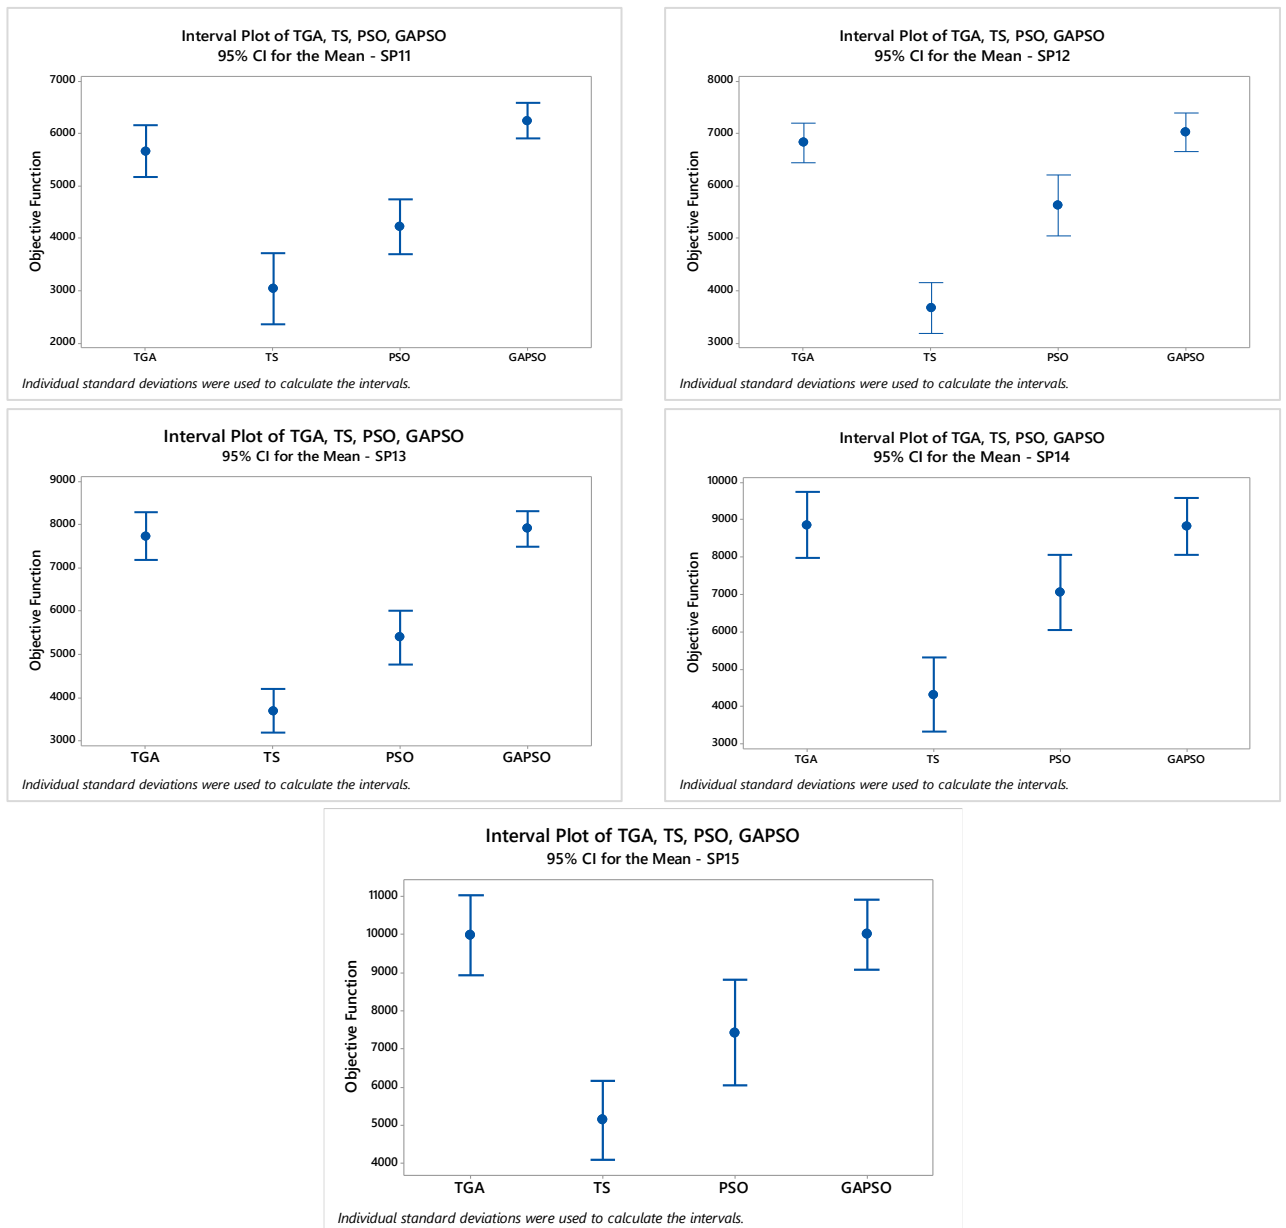 Interval Plot of TGA, TS, PSO, GAPSO
95% CI for the Mean - SP11
Objective Function
7000
6000
5000
4000
3000
2000
TGA TS PSO GAPSO
Individual standard deviations were used to calculate the intervals.
Interval Plot of TGA, TS, PSO, GAPSO
95% CI for the Mean - SP12
Objective Function
8000
7000
6000
5000
4000
3000
TGA TS PSO GAPSO
Individual standard deviations were used to calculate the intervals.
Interval Plot of TGA, TS, PSO, GAPSO
95% CI for the Mean - SP13
Objective Function
9000
8000
7000
6000
5000
4000
3000
TGA TS PSO GAPSO
Individual standard deviations were used to calculate the intervals.
Interval Plot of TGA, TS, PSO, GAPSO
95% CI for the Mean - SP14
Objective Function
10000
9000
8000
7000
6000
5000
4000
3000
TGA TS PSO GAPSO
Individual standard deviations were used to calculate the intervals.
Interval Plot of TGA, TS, PSO, GAPSO
95% CI for the Mean - SP15
Objective Function
11000
10000
9000
8000
7000
6000
5000
4000
TGA TS PSO GAPSO
Individual standard deviations were used to calculate the intervals.